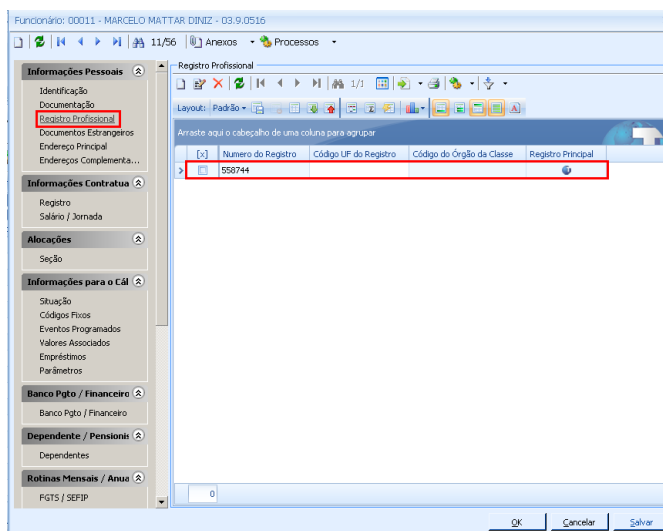 Funcionário: 00011 - MARCELO MATTAR DINIZ - 03.9.0516
11/56 Anexos Processos
Informações Pessoais
Identificação
Documentação
Registro Profissional
Documentos Estrangeiros
Endereço Principal
Endereços Complementa...
Informações Contratua
Registro
Salário / Jornada
Alocações
Seção
Informações para o Cál
Situação
Códigos Fixos
Eventos Programados
Valores Associados
Empréstimos
Parâmetros
Banco Pgto / Financeiro
Banco Pgto / Financeiro
Dependente / Pensionis
Dependentes
Rotinas Mensais / Anua
FGTS / SEFIP
Registro Profissional
1/1
Layout: Padrão
Arraste aqui o cabeçalho de uma coluna para agrupar
[x] Numero do Registro Código UF do Registro Código do Órgão da Classe Registro Principal
558744
0
OK Cancelar Salvar